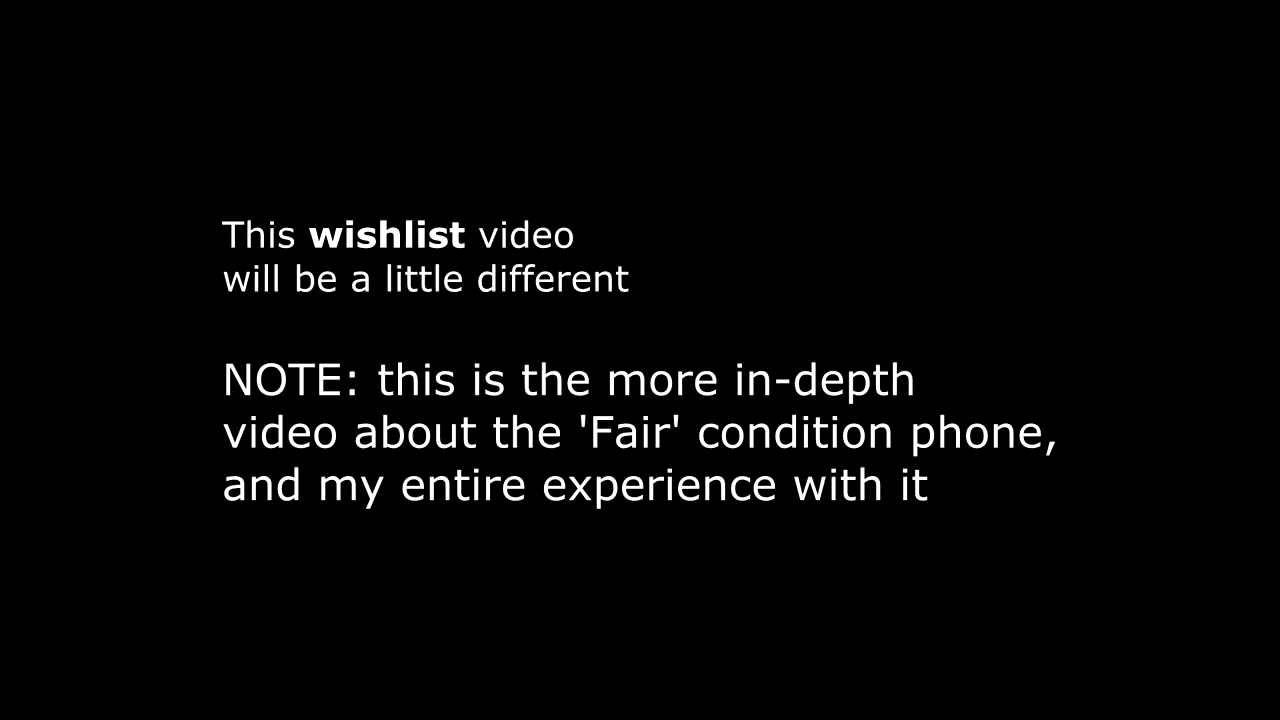 This wishlist video
will be a little different
NOTE: this is the more in-depth
video about the 'Fair' condition phone,
and my entire experience with it